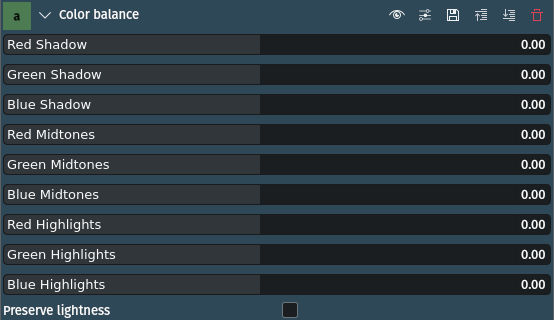 a Color balance
Red Shadow 0.00
Green Shadow 0.00
Blue Shadow 0.00
Red Midtones 0.00
Green Midtones 0.00
Blue Midtones 0.00
Red Highlights 0.00
Green Highlights 0.00
Blue Highlights 0.00
Preserve lightness